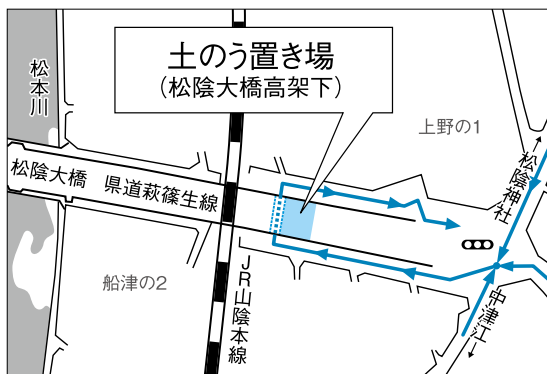 土のう置き場
(松陰大橋高架下)
松本川
上野の1
松陰大橋 県道萩篠生線
←松陰神社
船津の2
JR山陰本線
中津江→